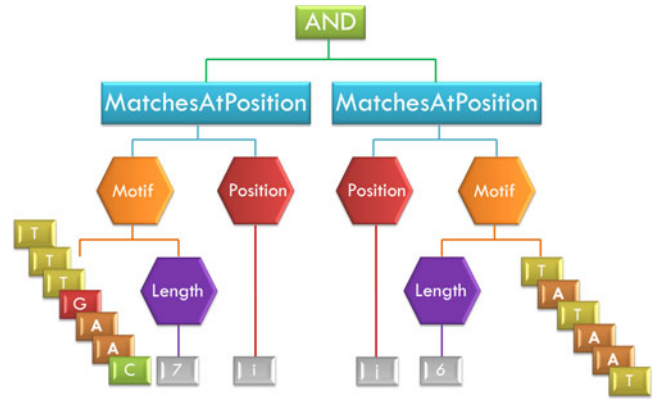 AND
MatchesAtPosition MatchesAtPosition
Motif Position Position Motif
T T T G A A C
Length Length
T A T A A T
7 i j 6